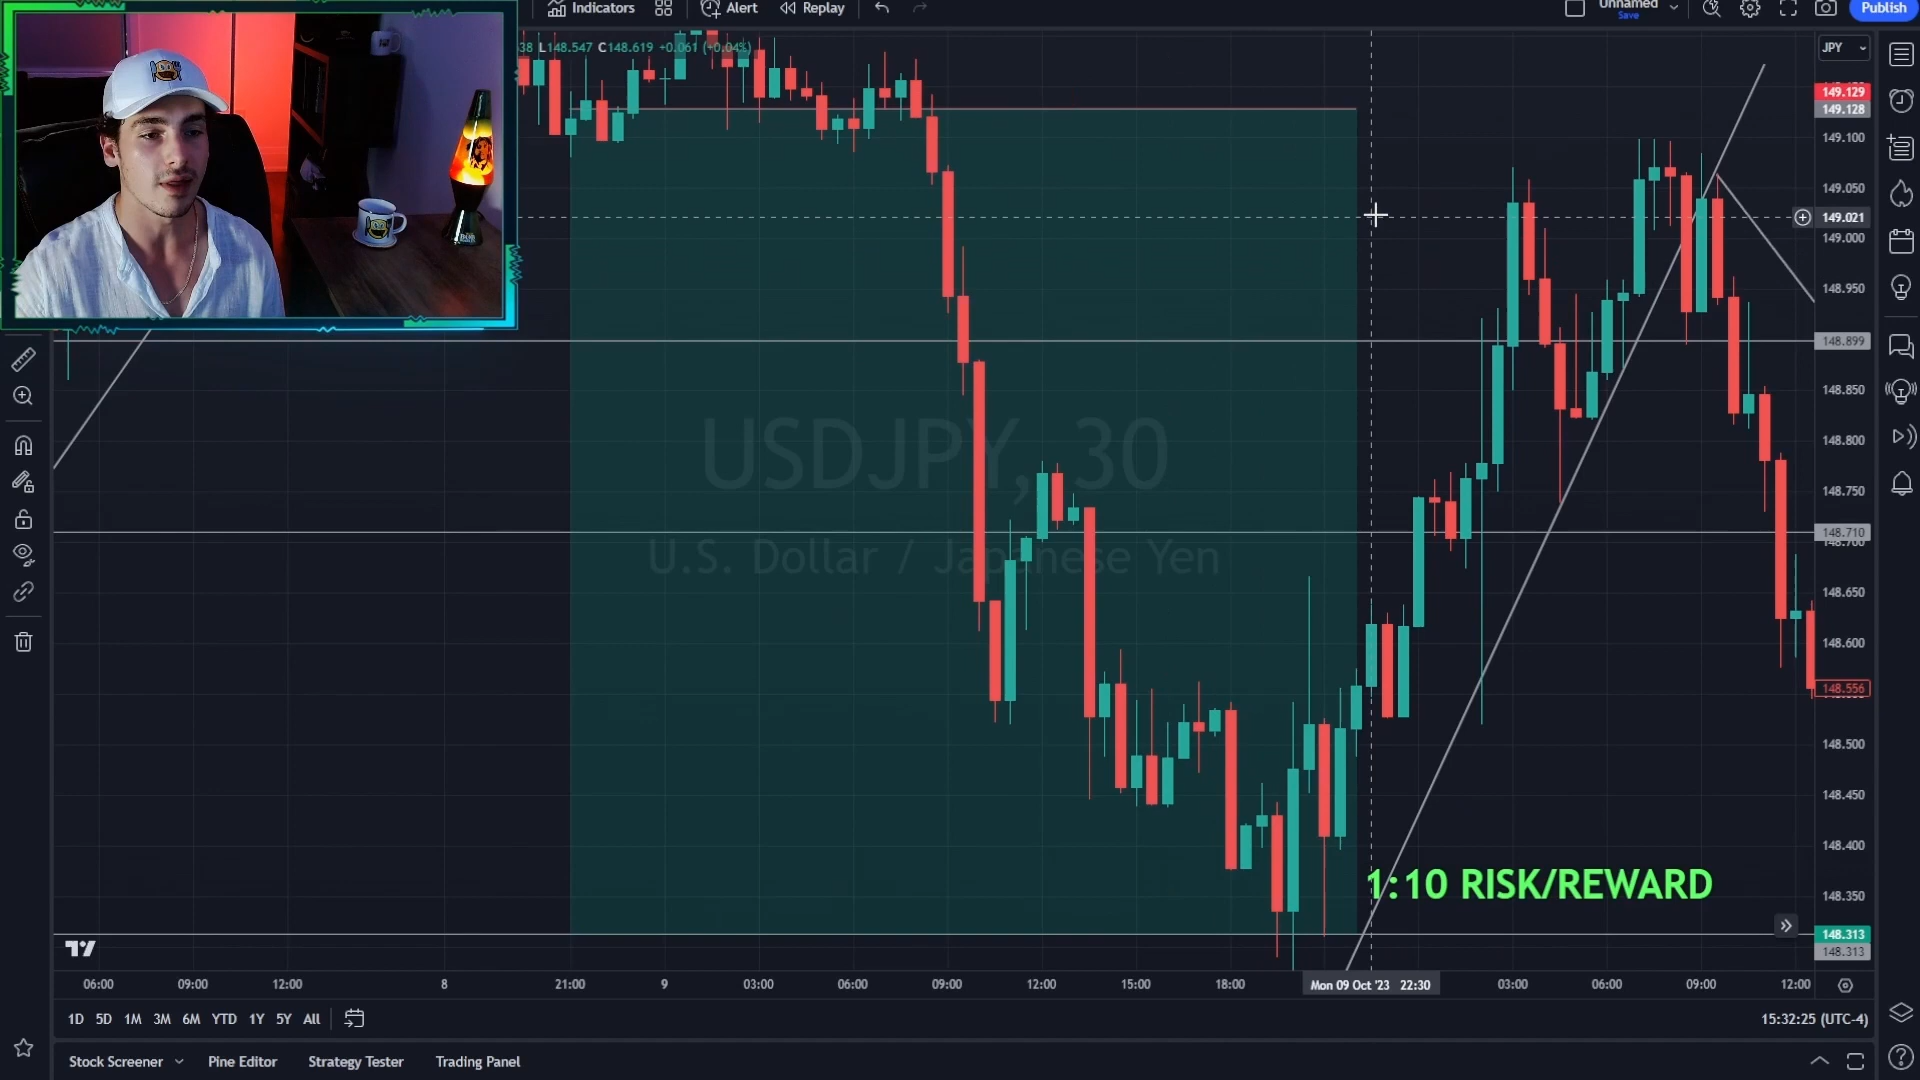 Indicators Alert Replay Unnamed Save Publish
38 L148.547 C148.619 +0.061 (+0.04%)
JPY
149.129
149.128
149.100
149.050
149.021
149.000
148.950
148.899
148.850
148.800
148.750
148.710
148.700
148.650
148.600
148.556
148.500
148.450
148.400
148.350
148.313
148.313
USDJPY, 30
U.S. Dollar / Japanese Yen
1:10 RISK/REWARD
06:00 09:00 12:00 8 21:00 9 03:00 06:00 09:00 12:00 15:00 18:00 Mon 09 Oct '23 22:30 03:00 06:00 09:00 12:00
1D 5D 1M 3M 6M YTD 1Y 5Y All 15:32:25 (UTC-4)
Stock Screener Pine Editor Strategy Tester Trading Panel